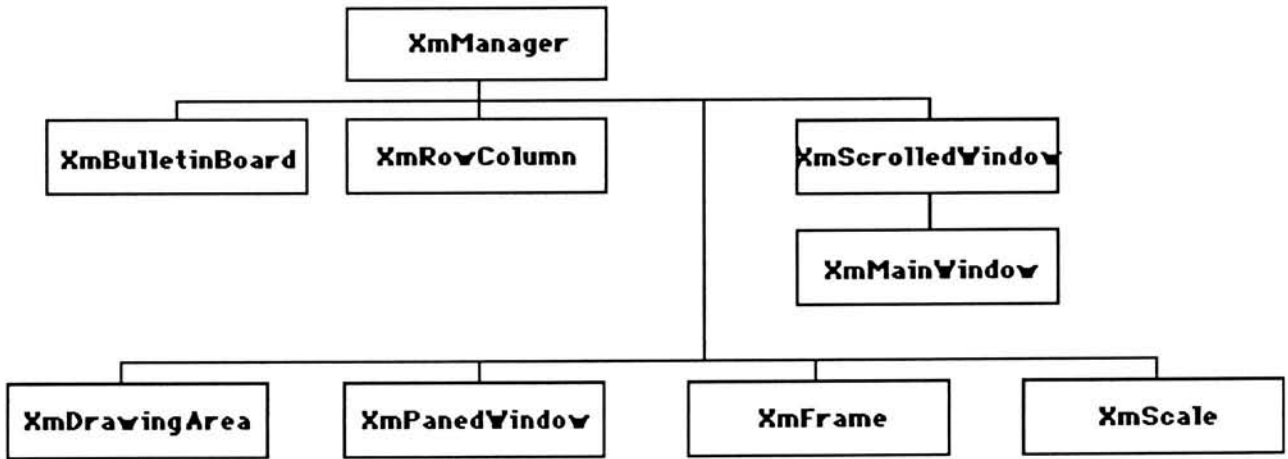 XmManager
XmBulletinBoard
XmRowColumn
XmScrolledWindow
XmMainWindow
XmDrawingArea
XmPanedWindow
XmFrame
XmScale